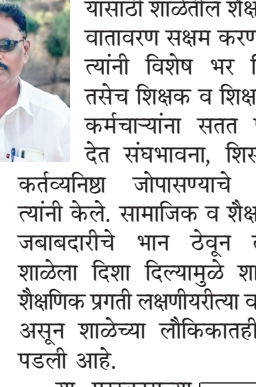 यासाठी शाळेतील शैक्ष
वातावरण सक्षम करण
त्यांनी विशेष भर
तसेच शिक्षक व शिक्ष
कर्मचाऱ्यांना सतत
देत संघभावना, शिस
कर्तव्यनिष्ठा जोपासण्याचे
त्यांनी केले. सामाजिक व शैक्ष
जबाबदारीचे भान ठेवून
शाळेला दिशा दिल्यामुळे शा
शैक्षणिक प्रगती लक्षणीयरीत्या व
असून शाळेच्या लौकिकातही
पडली आहे.